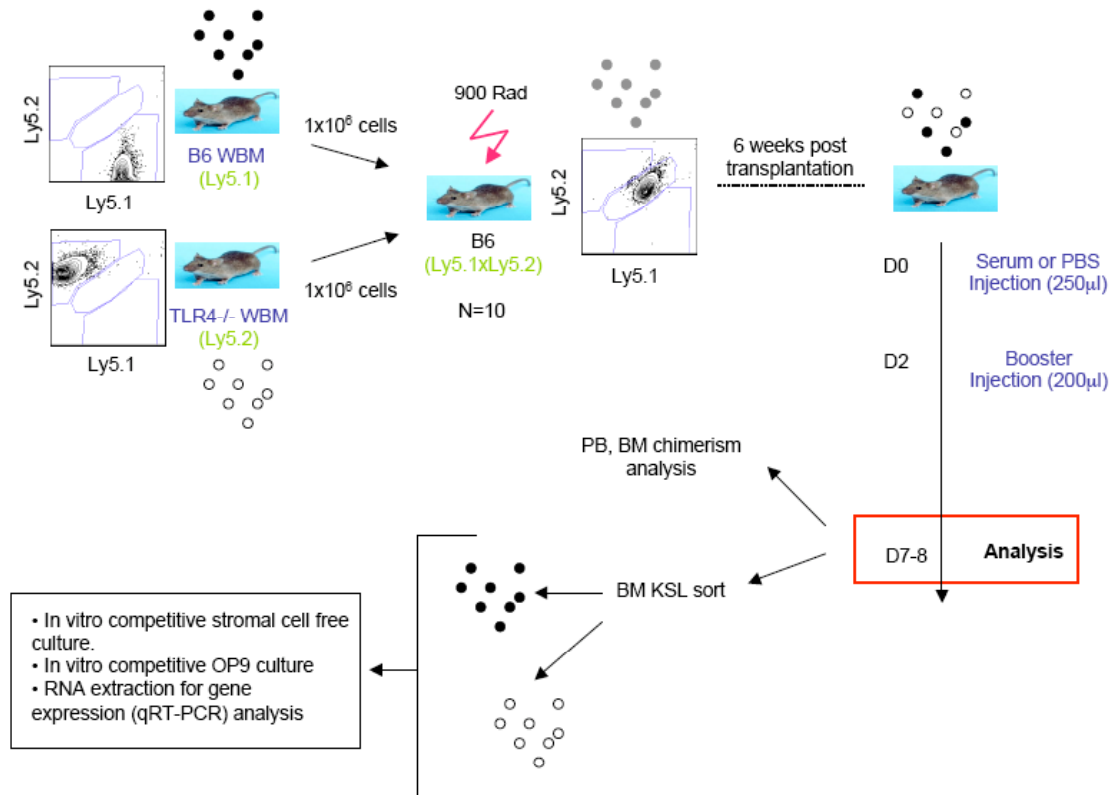 Ly5.2
Ly5.1
B6 WBM
(Ly5.1)
1x10⁶ cells
Ly5.2
Ly5.1
TLR4-/- WBM
(Ly5.2)
1x10⁶ cells
900 Rad
B6
(Ly5.1xLy5.2)
N=10
Ly5.2
Ly5.1
6 weeks post
transplantation
D0
Serum or PBS
Injection (250µl)
D2
Booster
Injection (200µl)
D7-8
Analysis
PB, BM chimerism
analysis
BM KSL sort
• In vitro competitive stromal cell free
culture.
• In vitro competitive OP9 culture
• RNA extraction for gene
expression (qRT-PCR) analysis